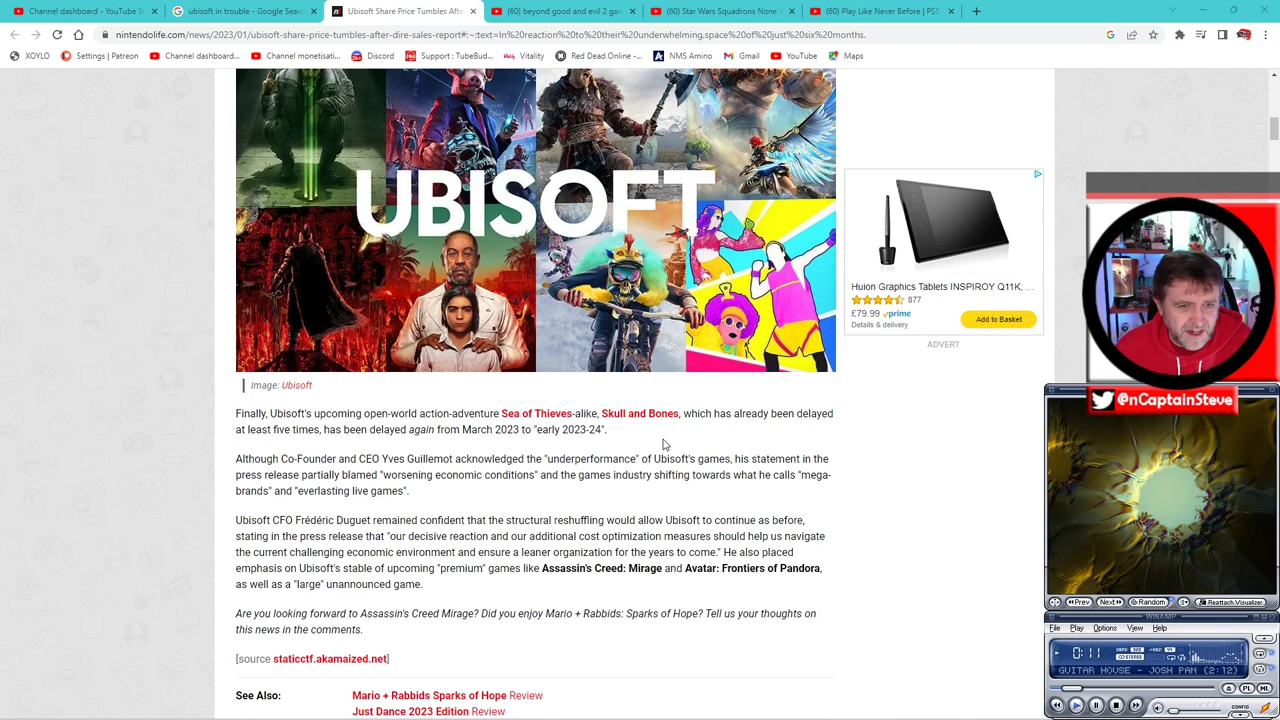 Channel dashboard - YouTube St
ubisoft in trouble - Google Searc
Ubisoft Share Price Tumbles Afte
(60) beyond good and evil 2 gam
(60) Star Wars Squadrons None V
(60) Play Like Never Before | PS5
nintendolife.com/news/2023/01/ubisoft-share-price-tumbles-after-dire-sales-report#:~:text=In%20reaction%20to%20their%20underwhelming,space%20of%20just%20six%20months.
XOYLO
Settings | Patreon
Channel dashboard...
Channel monetisati...
Discord
Support : TubeBud...
Vitality
Red Dead Online -...
NMS Amino
Gmail
YouTube
Maps
UBISOFT
Huion Graphics Tablets INSPIROY Q11K, ...
877
£79.99 prime
Details & delivery
Add to Basket
ADVERT
Image: Ubisoft
Finally, Ubisoft's upcoming open-world action-adventure Sea of Thieves-alike, Skull and Bones, which has already been delayed
at least five times, has been delayed again from March 2023 to "early 2023-24".
Although Co-Founder and CEO Yves Guillemot acknowledged the "underperformance" of Ubisoft's games, his statement in the
press release partially blamed "worsening economic conditions" and the games industry shifting towards what he calls "mega-
brands" and "everlasting live games".
Ubisoft CFO Frédéric Duguet remained confident that the structural reshuffling would allow Ubisoft to continue as before,
stating in the press release that "our decisive reaction and our additional cost optimization measures should help us navigate
the current challenging economic environment and ensure a leaner organization for the years to come." He also placed
emphasis on Ubisoft's stable of upcoming "premium" games like Assassin's Creed: Mirage and Avatar: Frontiers of Pandora,
as well as a "large" unannounced game.
Are you looking forward to Assassin's Creed Mirage? Did you enjoy Mario + Rabbids: Sparks of Hope? Tell us your thoughts on
this news in the comments.
[source staticctf.akamaized.net]
See Also:
Mario + Rabbids Sparks of Hope Review
Just Dance 2023 Edition Review
@nCaptainSteve
Prev
Next
Random
Reattach Visualizer
WINAMP
File Play Options View Help
0:11
CO STEREO
GUITAR HOUSE - JOSH PAN (2:12)
PL
ML
CONFIG